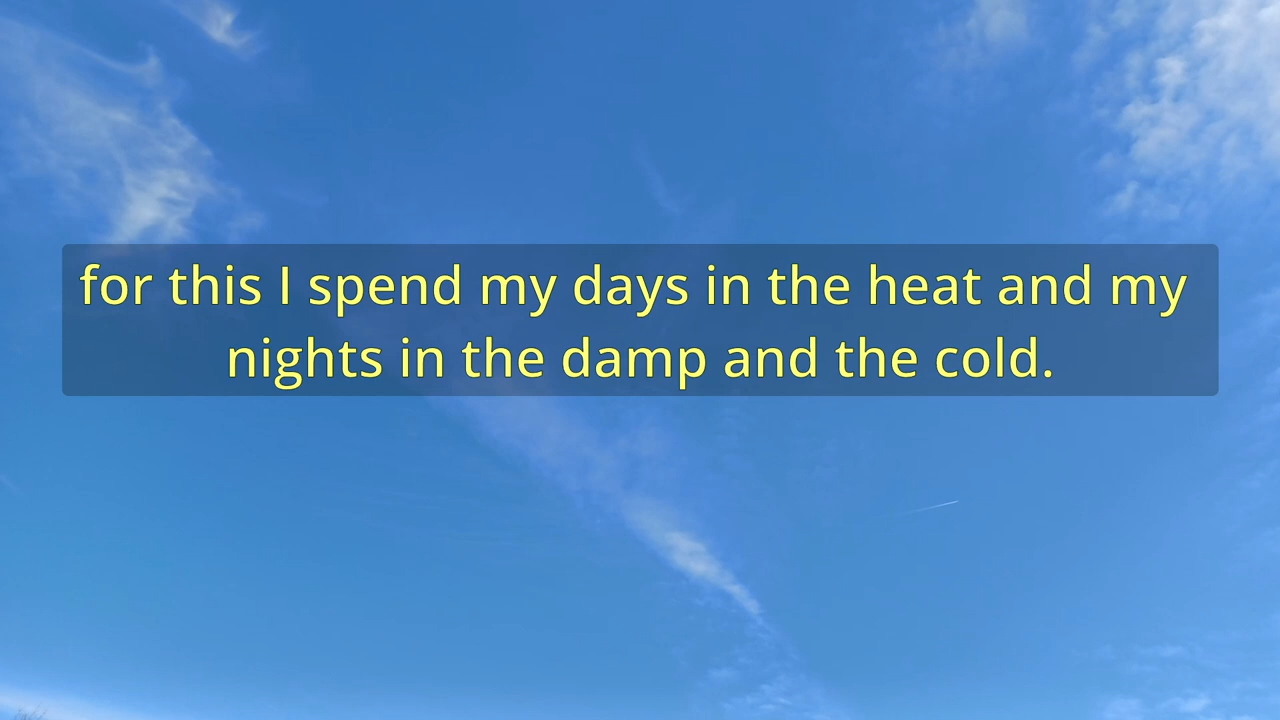 for this I spend my days in the heat and my
nights in the damp and the cold.